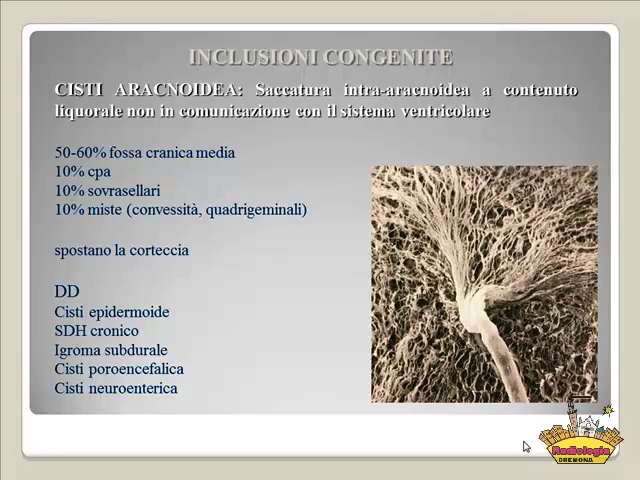 INCLUSIONI CONGENITE
CISTI ARACNOIDEA: Saccatura intra-aracnoidea a contenuto
liquorale non in comunicazione con il sistema ventricolare
50-60% fossa cranica media
10% cpa
10% sovrasellari
10% miste (convessità, quadrigeminali)
spostano la corteccia
DD
Cisti epidermoide
SDH cronico
Igroma subdurale
Cisti poroencefalica
Cisti neuroenterica
Radiologia
CREMONA